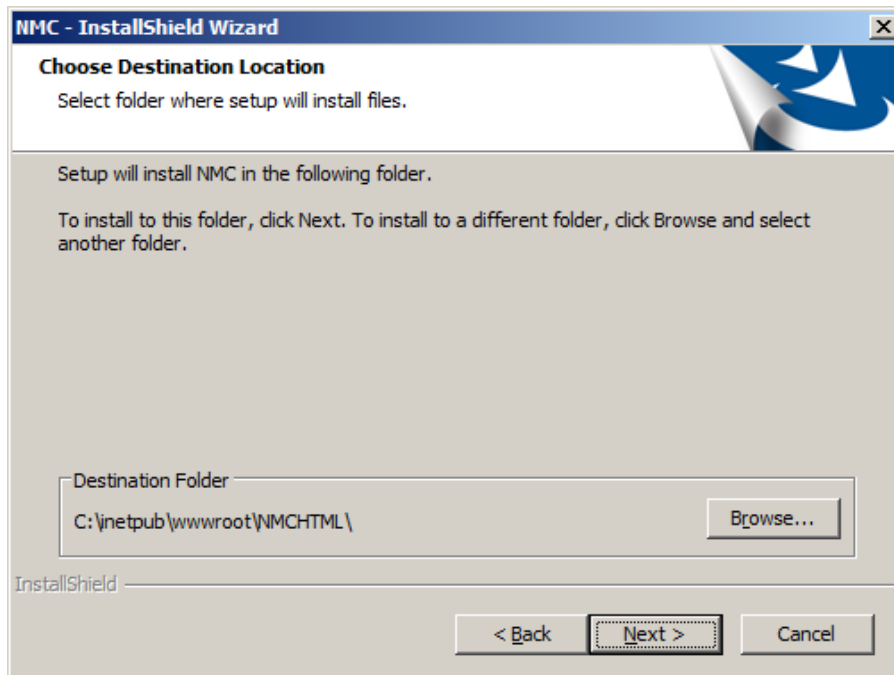 NMC - InstallShield Wizard
Choose Destination Location
Select folder where setup will install files.
Setup will install NMC in the following folder.
To install to this folder, click Next. To install to a different folder, click Browse and select
another folder.
Destination Folder
C:\inetpub\wwwroot\NMCHTML\
Browse...
InstallShield
< Back
Next >
Cancel